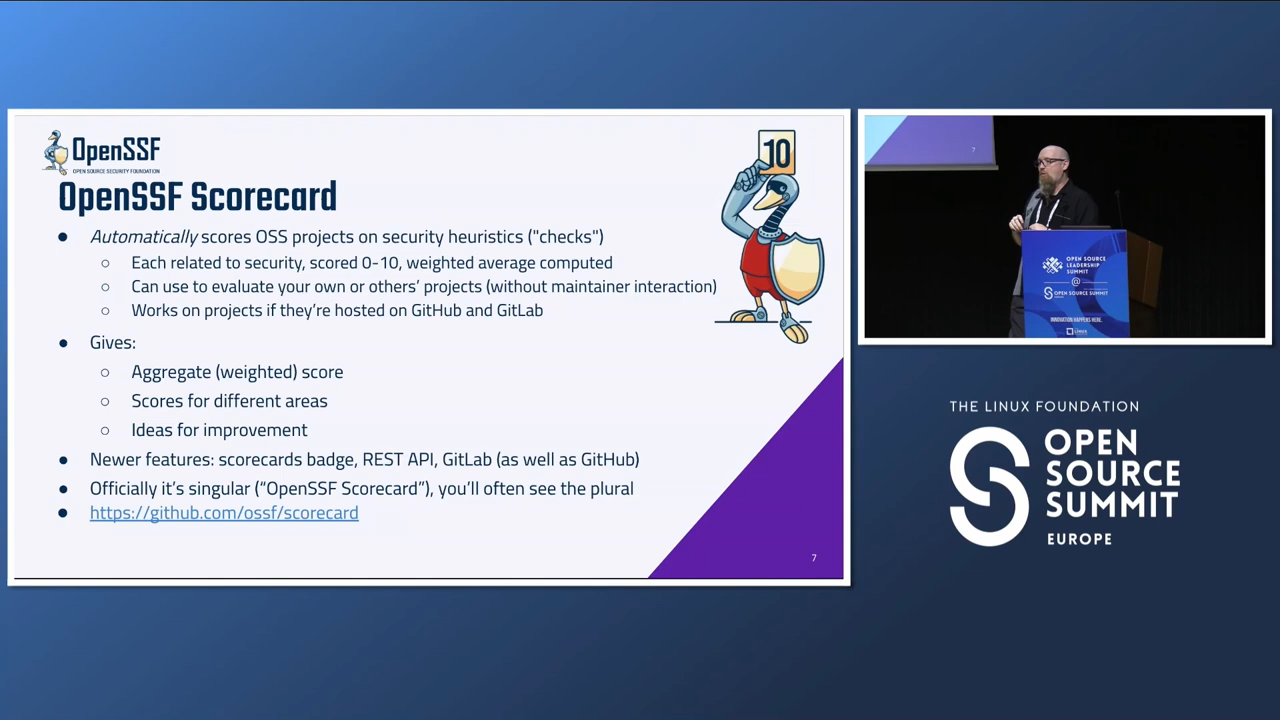 OpenSSF
OPEN SOURCE SECURITY FOUNDATION
10
OpenSSF Scorecard
● Automatically scores OSS projects on security heuristics ("checks")
○ Each related to security, scored 0-10, weighted average computed
○ Can use to evaluate your own or others’ projects (without maintainer interaction)
○ Works on projects if they’re hosted on GitHub and GitLab
● Gives:
○ Aggregate (weighted) score
○ Scores for different areas
○ Ideas for improvement
● Newer features: scorecards badge, REST API, GitLab (as well as GitHub)
● Officially it’s singular (“OpenSSF Scorecard”), you’ll often see the plural
● https://github.com/ossf/scorecard
7
7
OPEN SOURCE
LEADERSHIP
SUMMIT
@
OPEN SOURCE SUMMIT
INNOVATION HAPPENS HERE.
LINUX
THE LINUX FOUNDATION
OPEN
SOURCE
SUMMIT
EUROPE